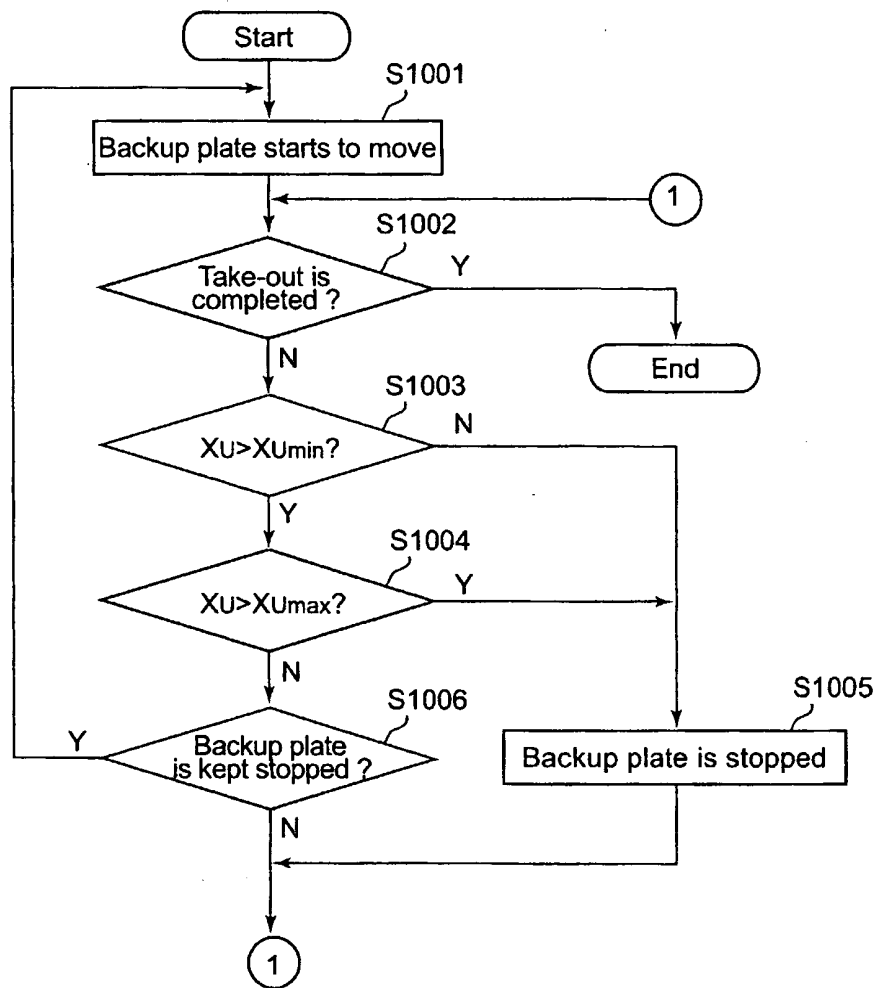 Start
S1001
Backup plate starts to move
1
S1002
Take-out is
completed ?
Y
N
End
S1003
XU>XUmin?
N
Y
S1004
XU>XUmax?
Y
N
S1006
Backup plate
is kept stopped ?
Y
N
S1005
Backup plate is stopped
1